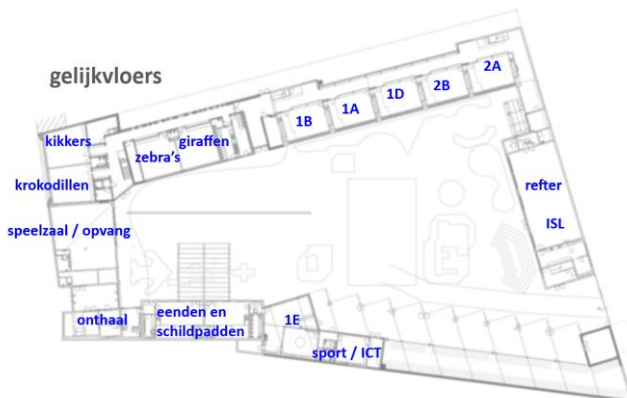 gelijkvloers
2A
2B
1D
1A
1B
kikkers
giraffen
zebra's
krokodillen
refter
ISL
speelzaal / opvang
onthaal
eenden en
schildpadden
1E
sport / ICT